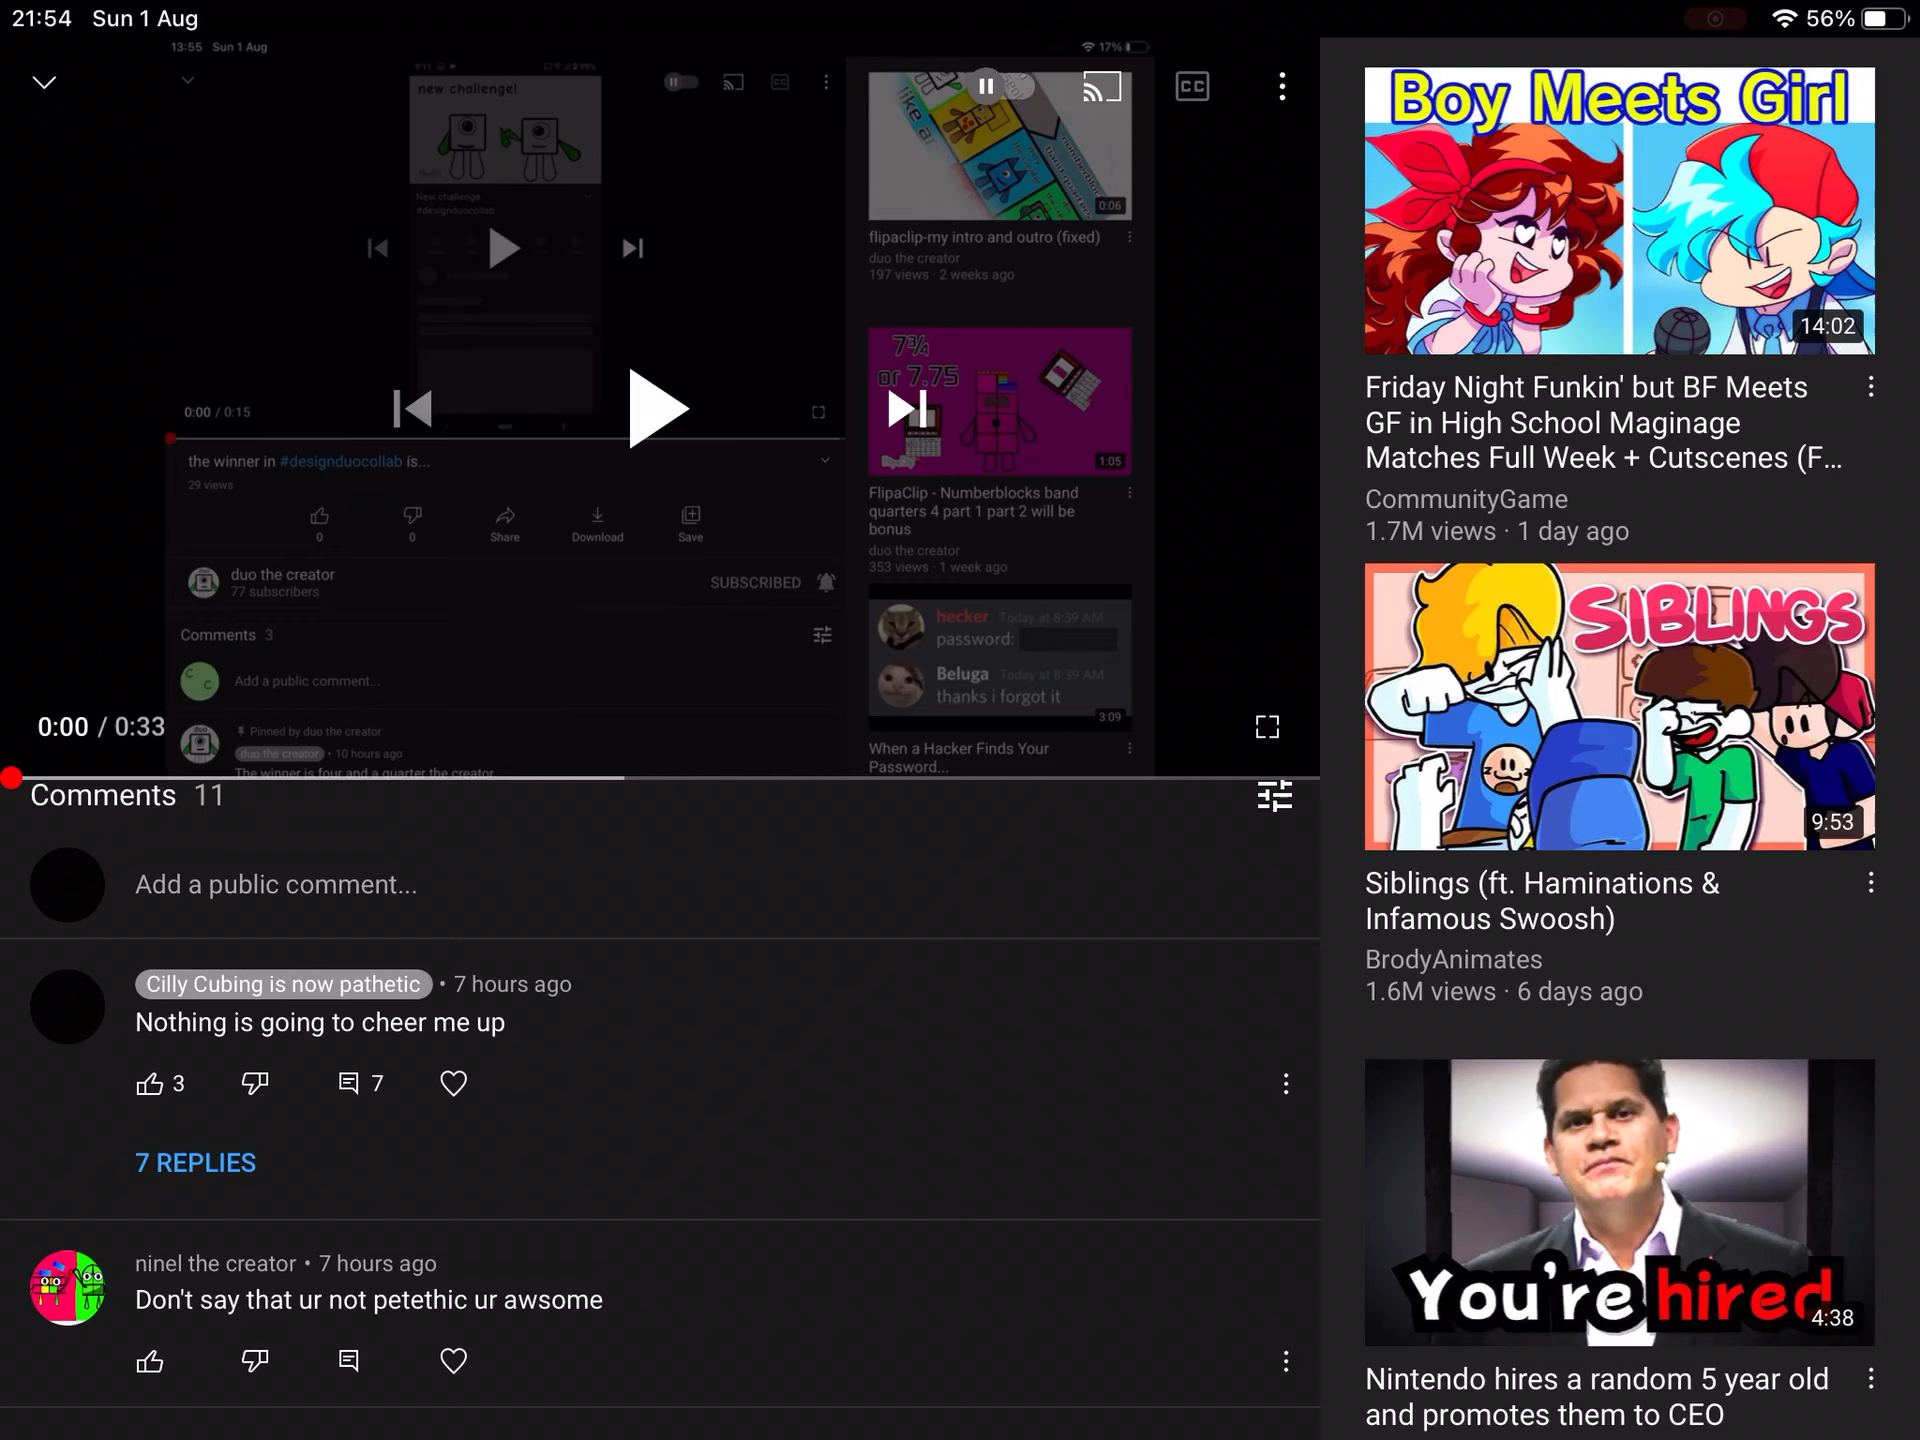 21:54 Sun 1 Aug
56%
13:55 Sun 1 Aug
17%
new challenge!
New challenge
#designduocollab
0:00 / 0:15
the winner in #designduocollab is...
29 views
0
0
Share
Download
Save
duo the creator
77 subscribers
SUBSCRIBED
Comments 3
Add a public comment...
Pinned by duo the creator
duo the creator • 10 hours ago
The winner is four and a quarter the creator
0:00 / 0:33
like a
band quarters
0:06
flipaclip-my intro and outro (fixed)
duo the creator
197 views · 2 weeks ago
7¾
or 7.75
1:05
FlipaClip - Numberblocks band
quarters 4 part 1 part 2 will be
bonus
duo the creator
353 views · 1 week ago
hecker Today at 8:39 AM
password:
Beluga Today at 8:39 AM
thanks i forgot it
3:09
When a Hacker Finds Your
Password...
CC
Comments 11
Add a public comment...
Cilly Cubing is now pathetic • 7 hours ago
Nothing is going to cheer me up
3
7
7 REPLIES
ninel the creator • 7 hours ago
Don't say that ur not petethic ur awsome
Boy Meets Girl
14:02
Friday Night Funkin' but BF Meets
GF in High School Maginage
Matches Full Week + Cutscenes (F...
CommunityGame
1.7M views · 1 day ago
SIBLINGS
9:53
Siblings (ft. Haminations &
Infamous Swoosh)
BrodyAnimates
1.6M views · 6 days ago
You're hired
4:38
Nintendo hires a random 5 year old
and promotes them to CEO